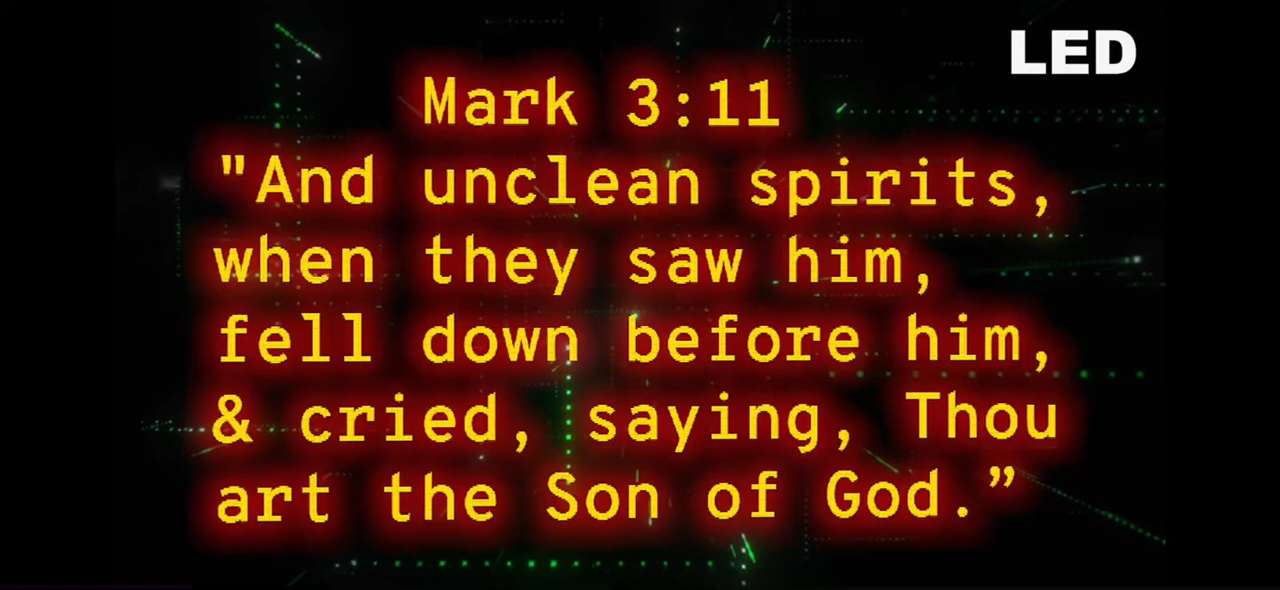 LED
Mark 3:11
"And unclean spirits,
when they saw him,
fell down before him,
& cried, saying, Thou
art the Son of God.”